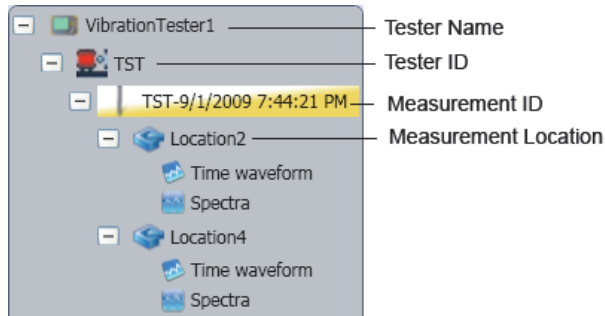 VibrationTester1 Tester Name
TST Tester ID
TST-9/1/2009 7:44:21 PM Measurement ID
Location2 Measurement Location
Time waveform
Spectra
Location4
Time waveform
Spectra